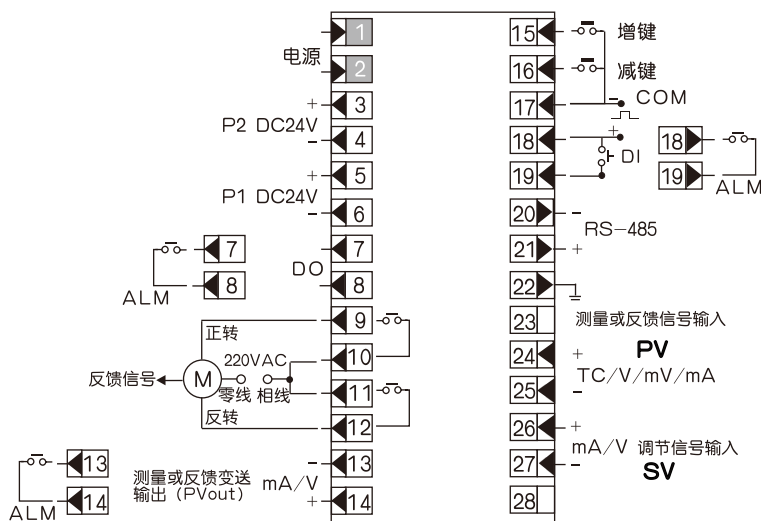 电源
1
2
+ 3
P2 DC24V
- 4
+ 5
P1 DC24V
- 6
7
8
ALM
7
DO
8
9
正转
10
220VAC
反馈信号
M
零线 相线
11
反转
12
13
14
ALM
测量或反馈变送
输出(PVout)
mA/V
- 13
+ 14
15 增键
16 减键
17 - COM
18 +
DI
19
18
19
ALM
20 -
RS-485
21 +
22
23 测量或反馈信号输入
PV
24 +
TC/V/mV/mA
25 -
26 +
mA/V 调节信号输入
27 - SV
28